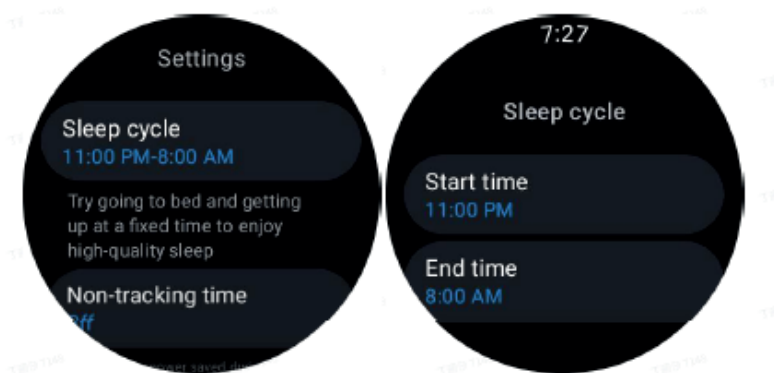 Settings
Sleep cycle
11:00 PM-8:00 AM
Try going to bed and getting
up at a fixed time to enjoy
high-quality sleep
Non-tracking time
Off
saved
7:27
Sleep cycle
Start time
11:00 PM
End time
8:00 AM